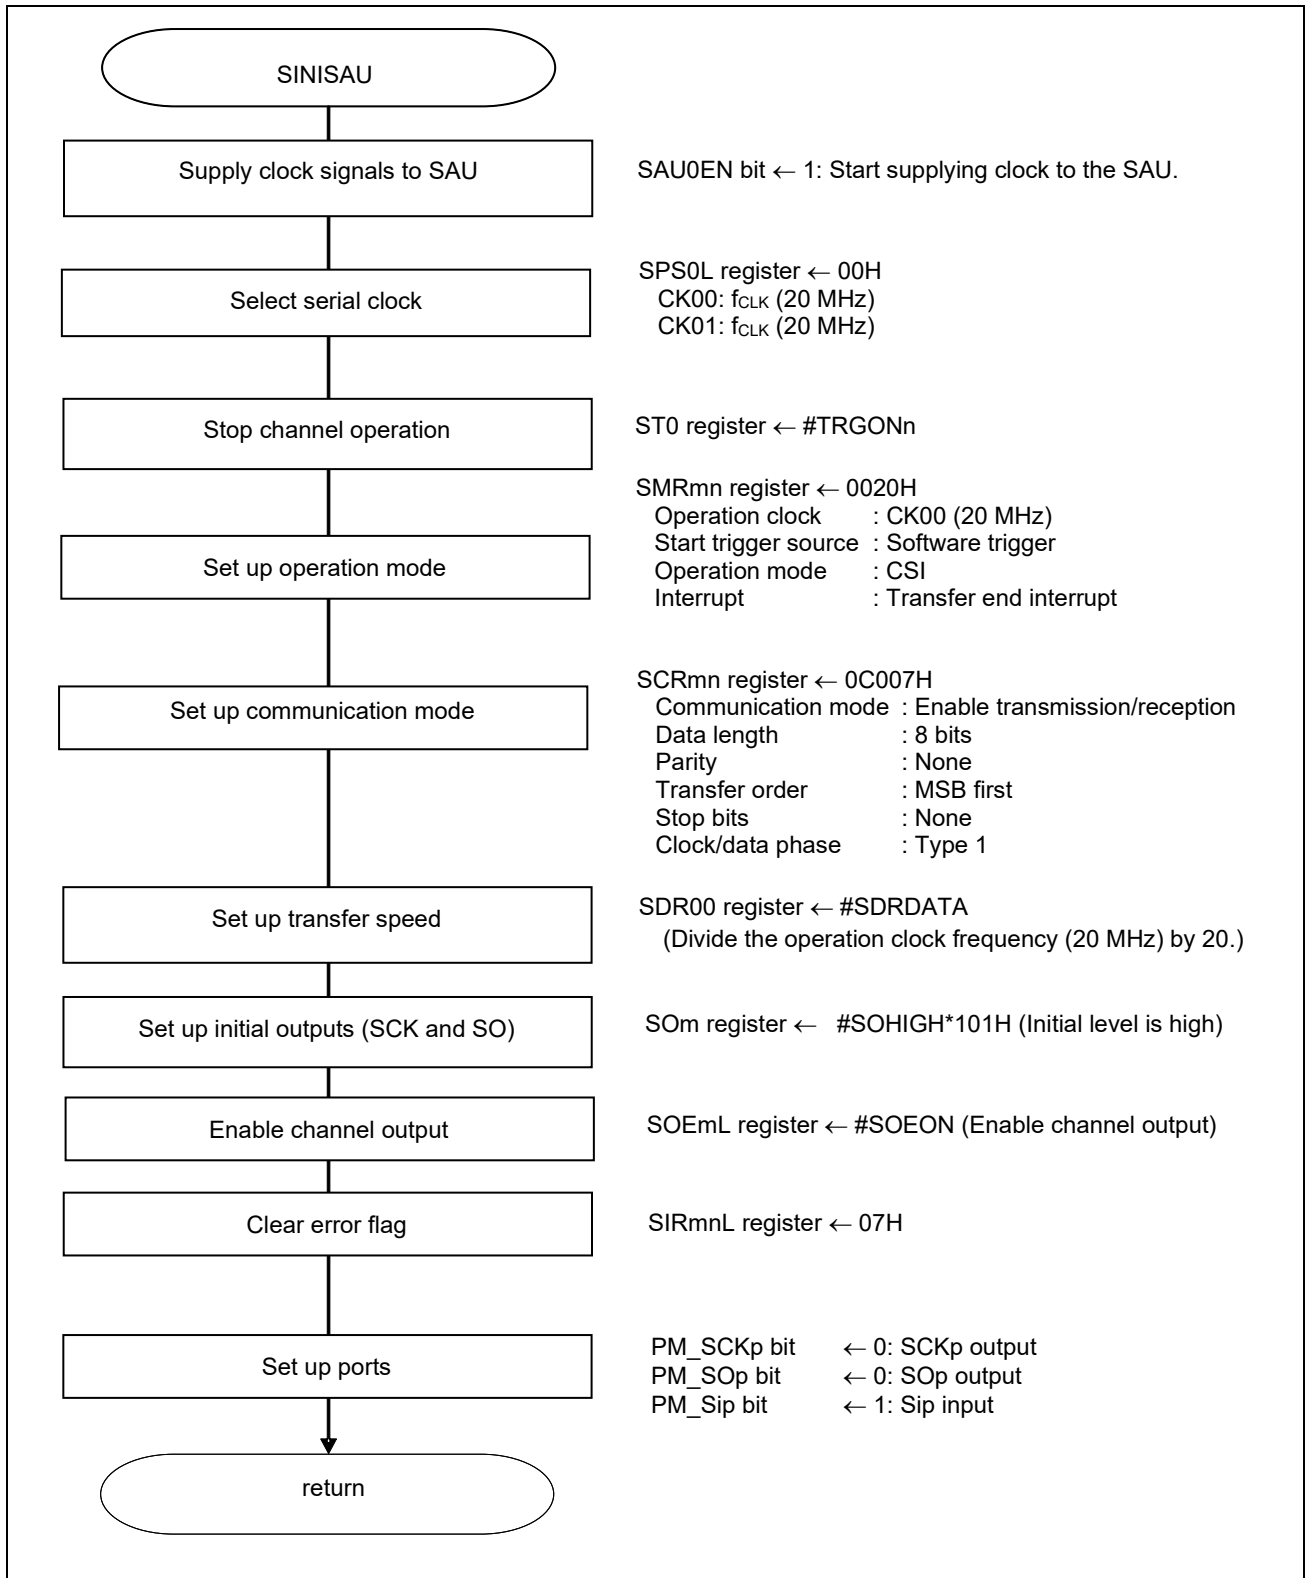 SINISAU
Supply clock signals to SAU
SAU0EN bit ← 1: Start supplying clock to the SAU.
Select serial clock
SPS0L register ← 00H
CK00: fCLK (20 MHz)
CK01: fCLK (20 MHz)
Stop channel operation
ST0 register ← #TRGONn
Set up operation mode
SMRmn register ← 0020H
Operation clock : CK00 (20 MHz)
Start trigger source : Software trigger
Operation mode : CSI
Interrupt : Transfer end interrupt
Set up communication mode
SCRmn register ← 0C007H
Communication mode : Enable transmission/reception
Data length : 8 bits
Parity : None
Transfer order : MSB first
Stop bits : None
Clock/data phase : Type 1
Set up transfer speed
SDR00 register ← #SDRDATA
(Divide the operation clock frequency (20 MHz) by 20.)
Set up initial outputs (SCK and SO)
SOm register ← #SOHIGH*101H (Initial level is high)
Enable channel output
SOEmL register ← #SOEON (Enable channel output)
Clear error flag
SIRmnL register ← 07H
Set up ports
PM_SCKp bit ← 0: SCKp output
PM_SOp bit ← 0: SOp output
PM_Sip bit ← 1: Sip input
return